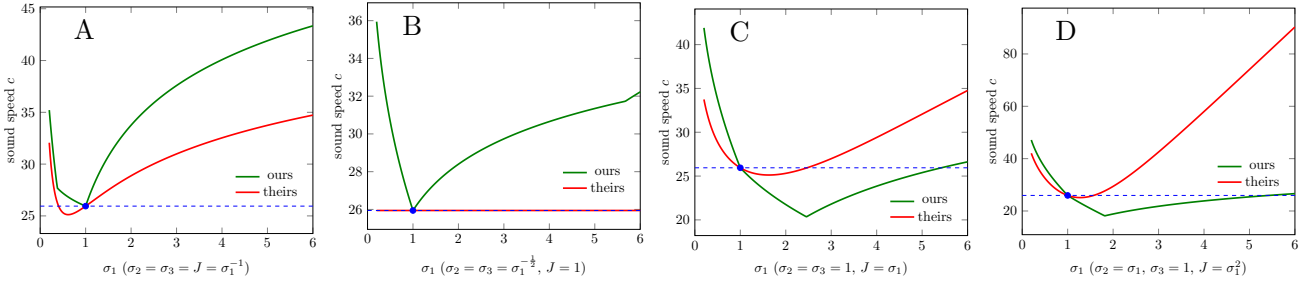 A
sound speed c
45
40
35
30
25
ours
theirs
0 1 2 3 4 5 6
σ₁ (σ₂ = σ₃ = J = σ₁⁻¹)
B
sound speed c
36
34
32
30
28
26
ours
theirs
0 1 2 3 4 5 6
σ₁ (σ₂ = σ₃ = σ₁^{-1/2}, J = 1)
C
sound speed c
40
35
30
25
20
ours
theirs
0 1 2 3 4 5 6
σ₁ (σ₂ = σ₃ = 1, J = σ₁)
D
sound speed c
80
60
40
20
ours
theirs
0 1 2 3 4 5 6
σ₁ (σ₂ = σ₁, σ₃ = 1, J = σ₁²)